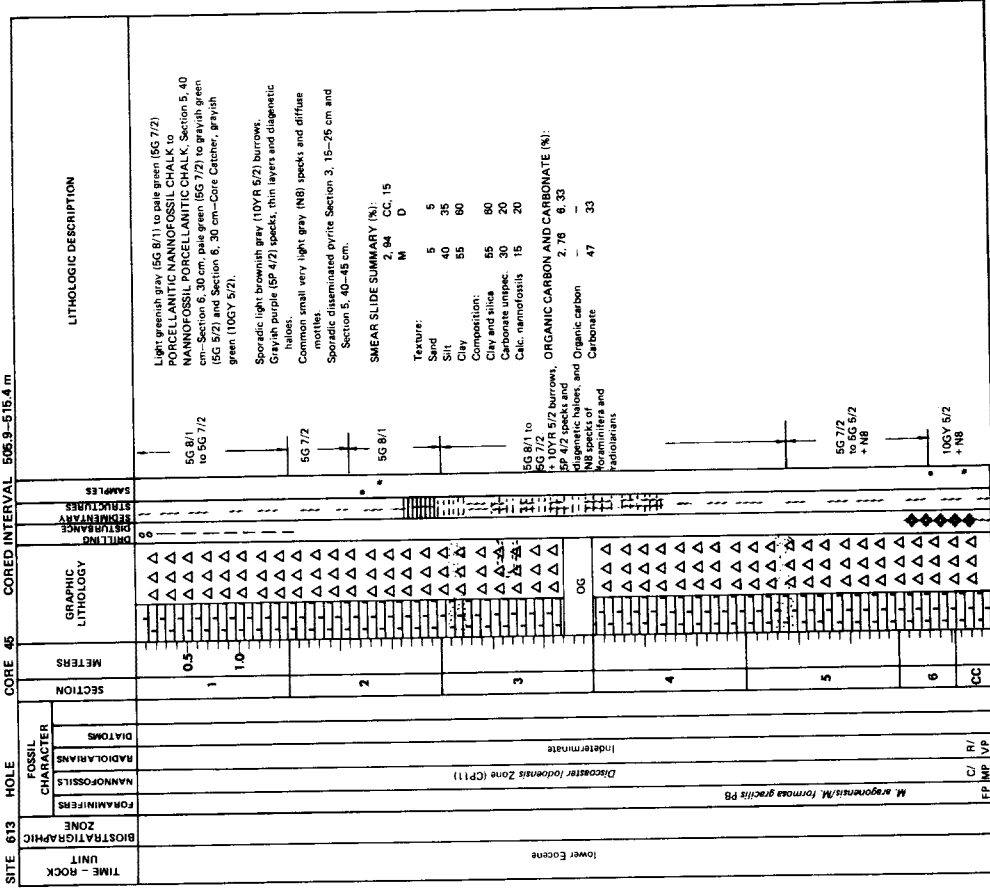 SITE 613 HOLE CORE 45 CORED INTERVAL 505.9–515.4 m
TIME – ROCK
UNIT
BIOSTRATIGRAPHIC
ZONE
FOSSIL
CHARACTER
FORAMINIFERS
NANNOFOSSILS
RADIOLARIANS
DIATOMS
SECTION
METERS
GRAPHIC
LITHOLOGY
DRILLING
DISTURBANCE
SEDIMENTARY
STRUCTURES
SAMPLES
LITHOLOGIC DESCRIPTION
lower Eocene
M. aragonensis/M. formosa gracilis P8
Discoaster lodoensis Zone (CP11)
Indeterminate
FP
C/
MP
R/
VP
1
2
3
4
5
6
CC
0.5
1.0
OG
5G 8/1
to 5G 7/2
5G 7/2
5G 8/1
5G 8/1 to
5G 7/2
+ 10YR 5/2 burrows,
5P 4/2 specks and
diagenetic haloes, and
N8 specks of
foraminifera and
radiolarians
5G 7/2
to 5G 5/2
+ N8
10GY 5/2
+ N8
Light greenish gray (5G 8/1) to pale green (5G 7/2)
PORCELLANITIC NANNOFOSSIL CHALK to
NANNOFOSSIL PORCELLANITIC CHALK, Section 5, 40
cm–Section 6, 30 cm, pale green (5G 7/2) to grayish green
(5G 5/2) and Section 6, 30 cm–Core Catcher, grayish
green (10GY 5/2).
Sporadic light brownish gray (10YR 5/2) burrows.
Grayish purple (5P 4/2) specks, thin layers and diagenetic
haloes.
Common small very light gray (N8) specks and diffuse
mottles.
Sporadic disseminated pyrite Section 3, 15–25 cm and
Section 5, 40–45 cm.
SMEAR SLIDE SUMMARY (%):
2, 94 CC, 15
M D
Texture:
Sand 5 5
Silt 40 35
Clay 55 60
Composition:
Clay and silica 55 60
Carbonate unspec. 30 20
Calc. nannofossils 15 20
ORGANIC CARBON AND CARBONATE (%):
2, 76 6, 33
Organic carbon – –
Carbonate 47 33